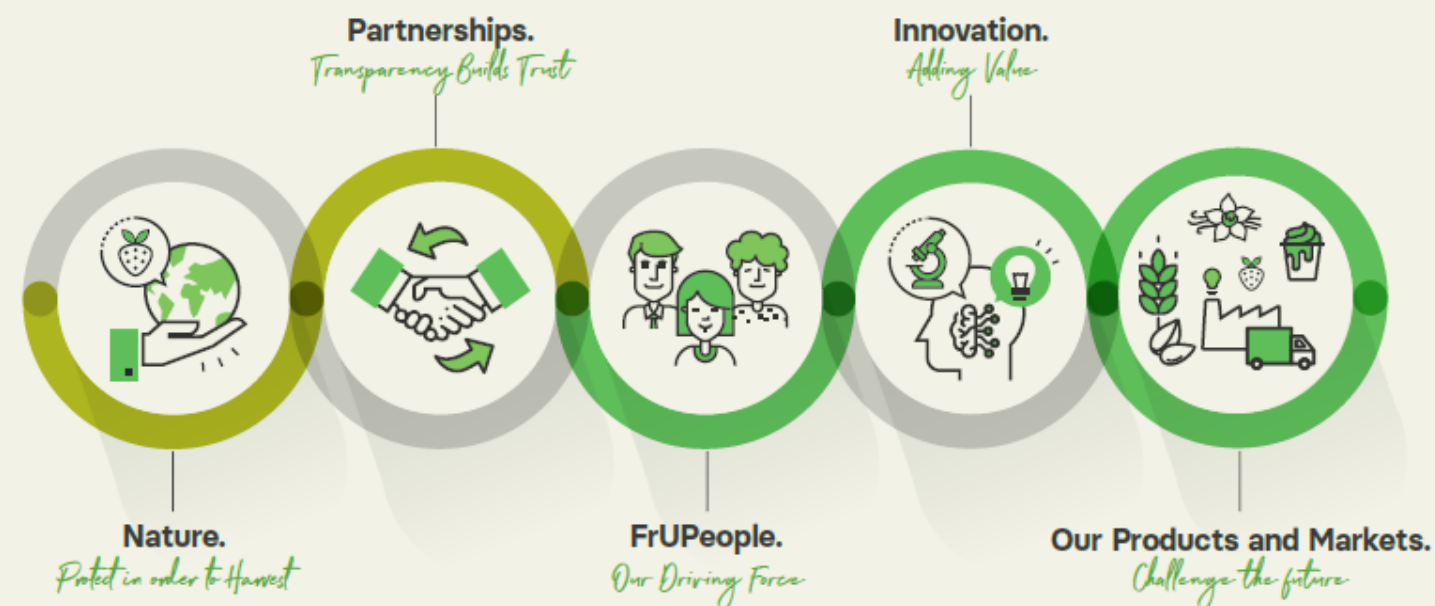 Partnerships.
Transparency Builds Trust
Innovation.
Adding Value
Nature.
Protect in order to Harvest
FrUPeople.
Our Driving Force
Our Products and Markets.
Challenge the future